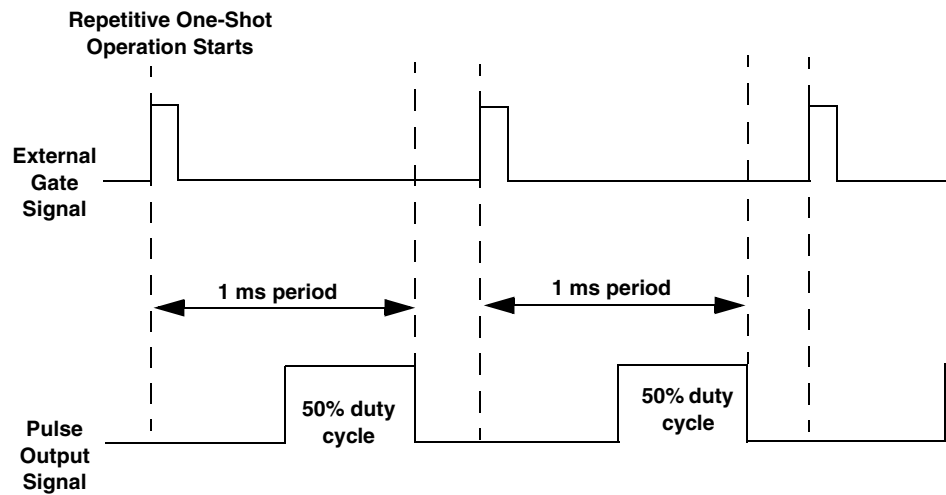 Repetitive One-Shot
Operation Starts
External
Gate
Signal
1 ms period
1 ms period
50% duty
cycle
50% duty
cycle
Pulse
Output
Signal